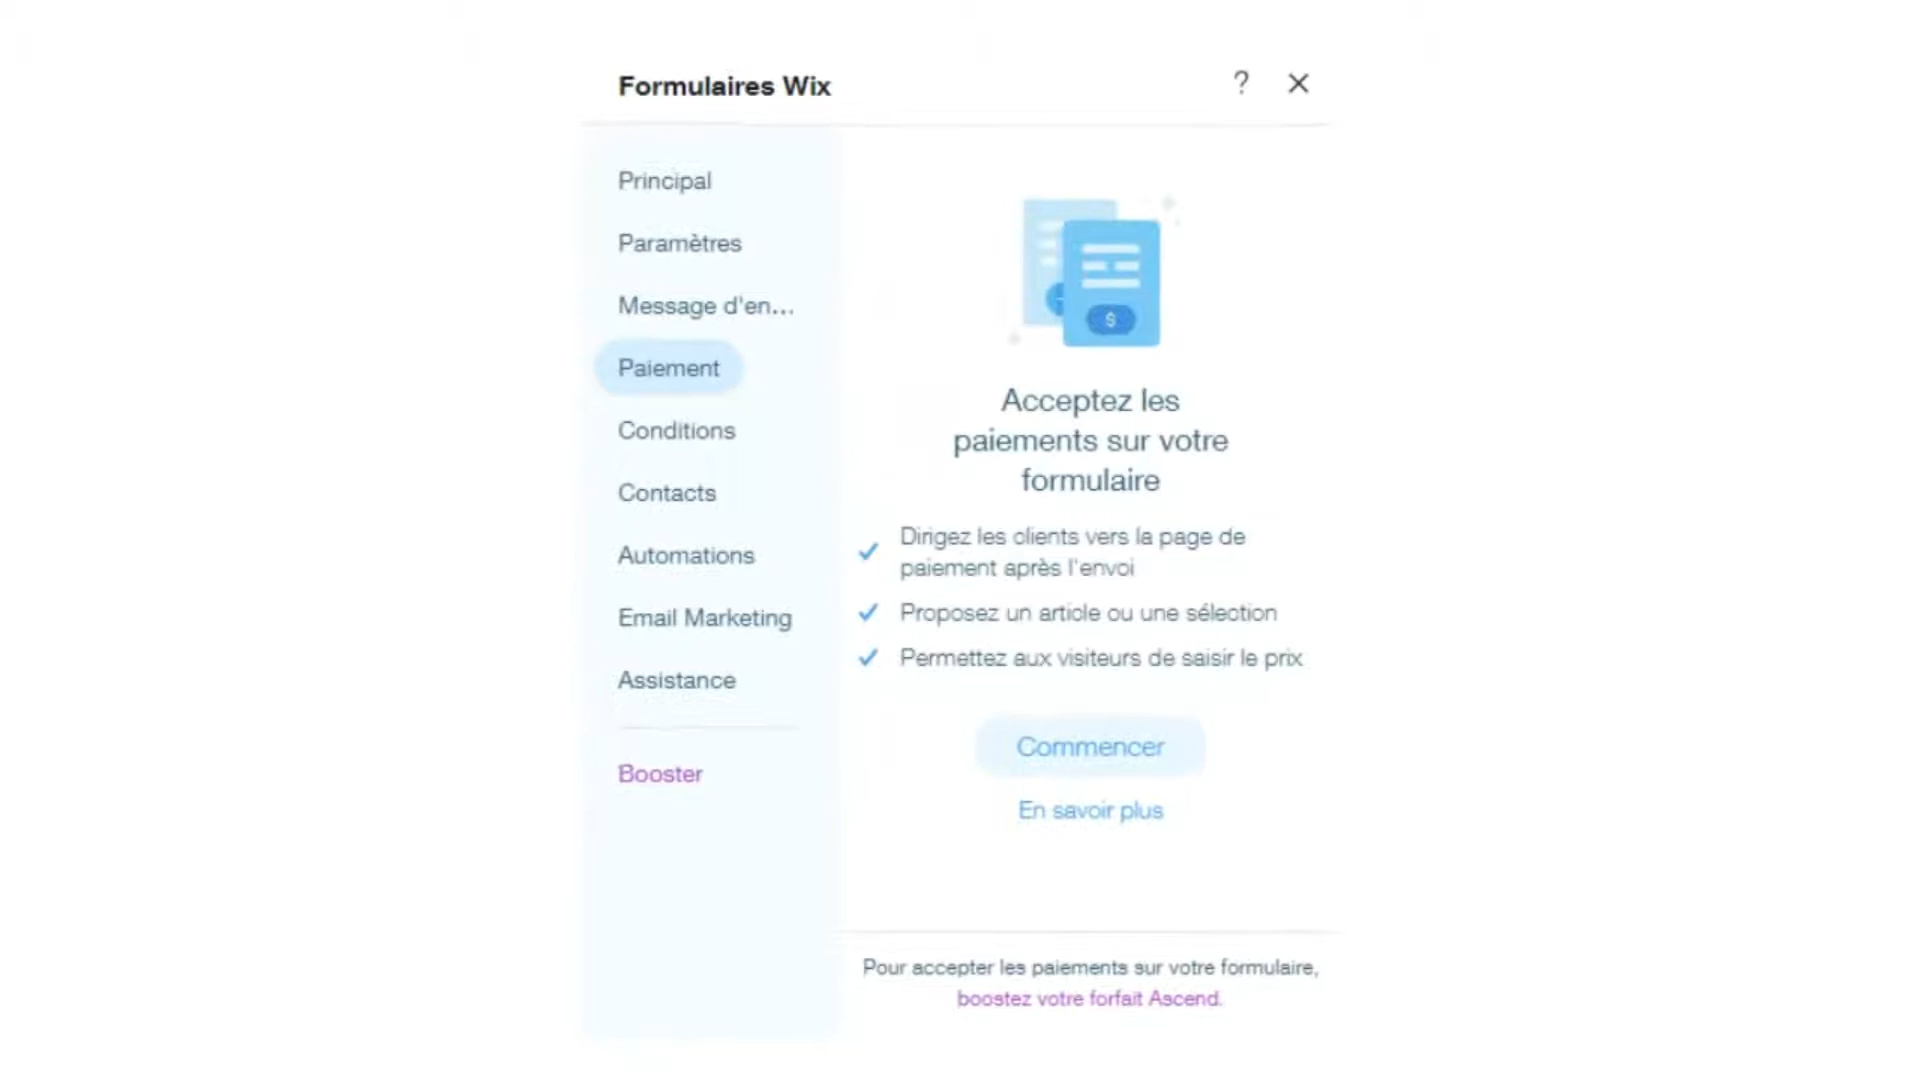 Formulaires Wix
?
Principal
Paramètres
Message d'en...
Paiement
Conditions
Contacts
Automations
Email Marketing
Assistance
Booster
$
Acceptez les
paiements sur votre
formulaire
Dirigez les clients vers la page de
paiement après l'envoi
Proposez un article ou une sélection
Permettez aux visiteurs de saisir le prix
Commencer
En savoir plus
Pour accepter les paiements sur votre formulaire,
boostez votre forfait Ascend.